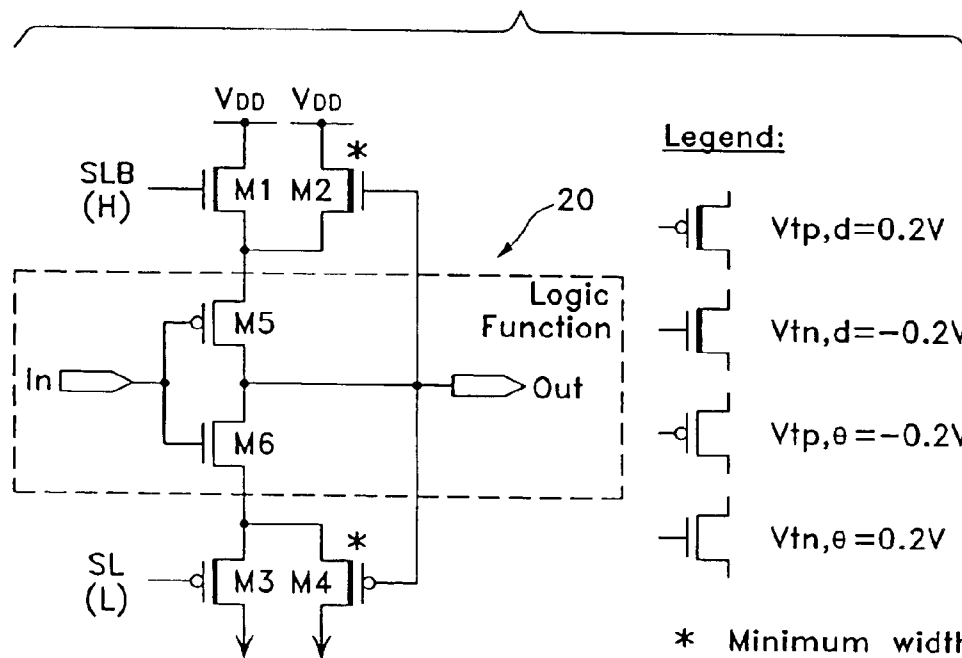 VDD VDD
SLB
(H)
M1
M2
*
20
Logic
Function
In
M5
M6
Out
SL
(L)
M3
M4
*
Legend:
Vtp,d=0.2V
Vtn,d=-0.2V
Vtp,θ=-0.2V
Vtn,θ=0.2V
* Minimum width